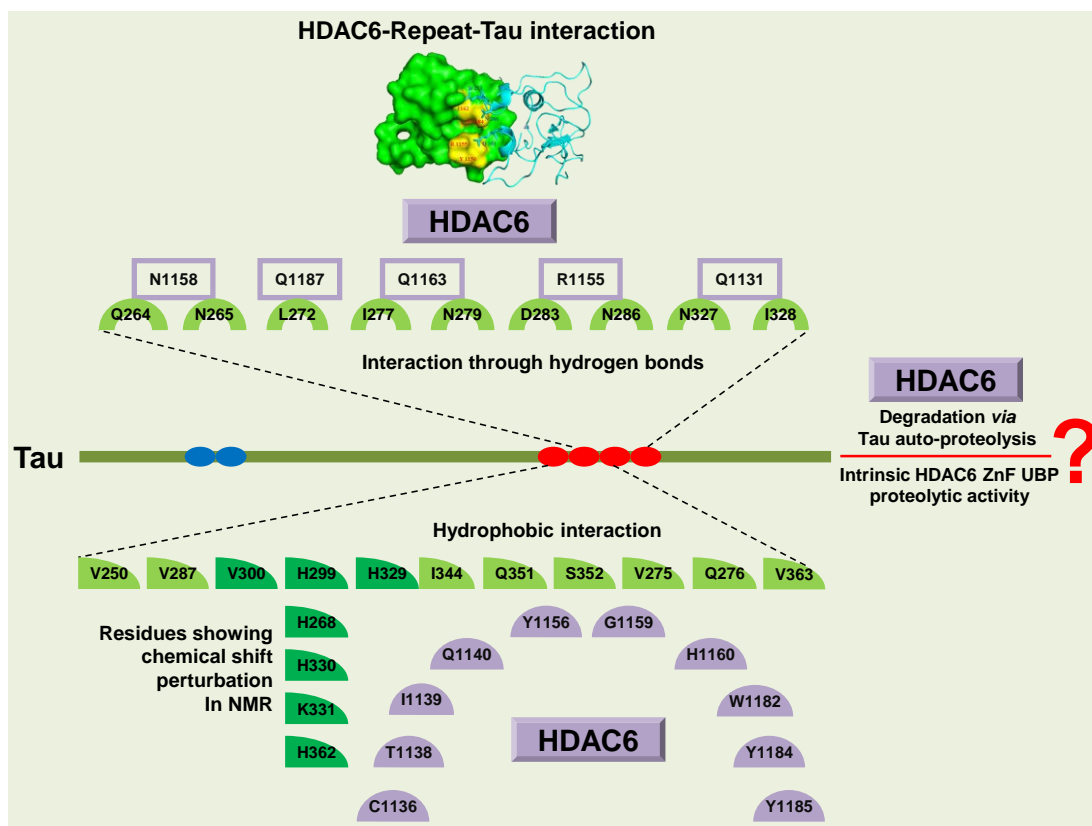 HDAC6-Repeat-Tau interaction
HDAC6
N1158 Q1187 Q1163 R1155 Q1131
Q264 N265 L272 I277 N279 D283 N286 N327 I328
Interaction through hydrogen bonds
HDAC6
Degradation via
Tau auto-proteolysis
?
Tau
Intrinsic HDAC6 ZnF UBP
proteolytic activity
Hydrophobic interaction
V250 V287 V300 H299 H329 I344 Q351 S352 V275 Q276 V363
Residues showing
chemical shift
perturbation
In NMR
H268
H330
K331
H362
Y1156 G1159
Q1140 H1160
I1139 W1182
T1138 HDAC6 Y1184
C1136 Y1185